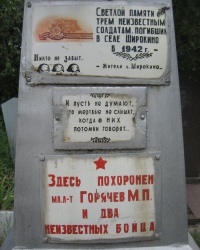 Светлой памяти
трем неизвестным
солдатам, погибшим
в селе Широкино
в 1942 г. -
Никто не забыт.
- Жители с. Широкино.
И пусть не думают,
что мертвые не слышат,
когда о них
потомки говорят...
Здесь похоронен
мл. л-т Горячев М.П.
и два
неизвестных бойца